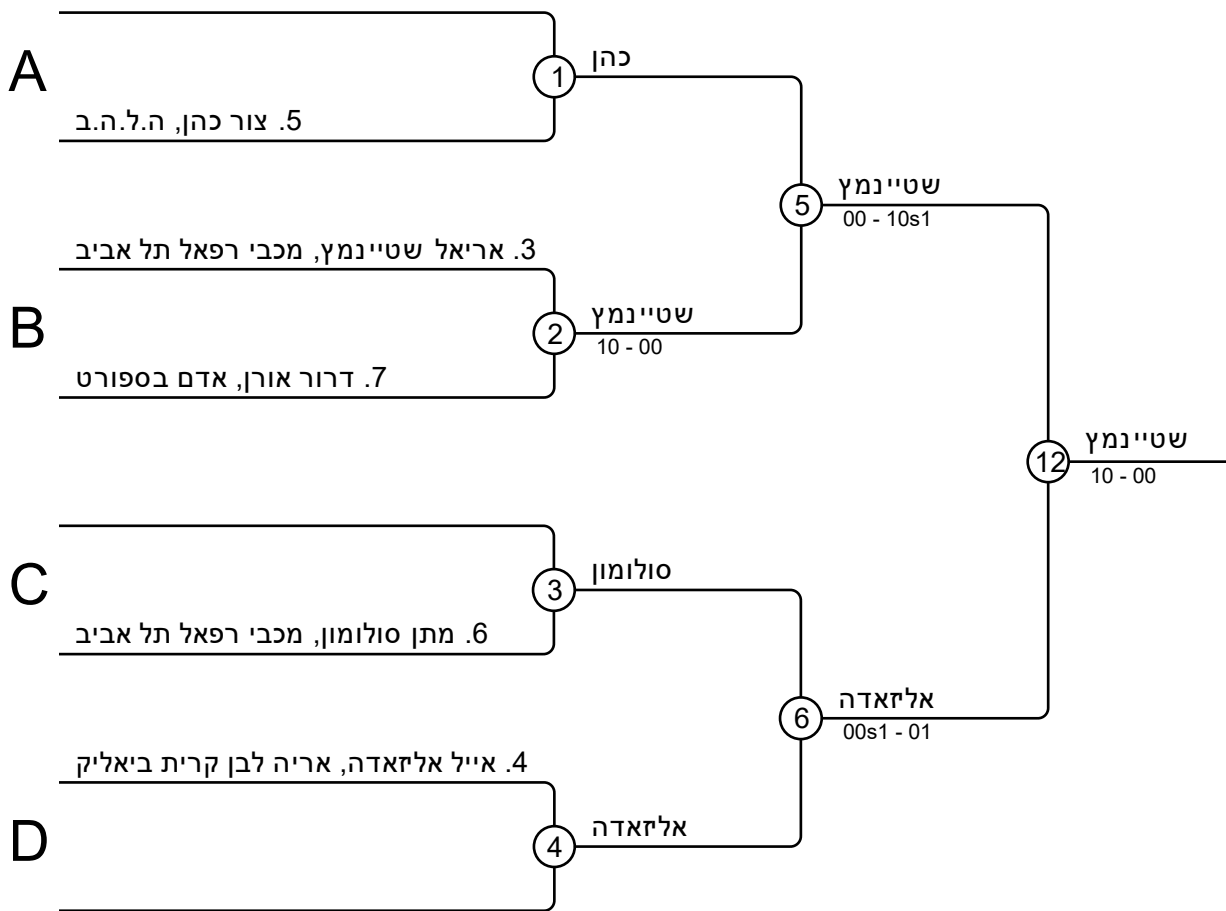 A
1
כהן
5. צור כהן, ה.ל.ה.ב
5
שטיינמץ
00 - 10s1
3. אריאל שטיינמץ, מכבי רפאל תל אביב
B
2
שטיינמץ
10 - 00
7. דרור אורן, אדם בספורט
12
שטיינמץ
10 - 00
C
3
סולומון
6. מתן סולומון, מכבי רפאל תל אביב
6
אליזאדה
00s1 - 01
4. אייל אליזאדה, אריה לבן קרית ביאליק
D
4
אליזאדה